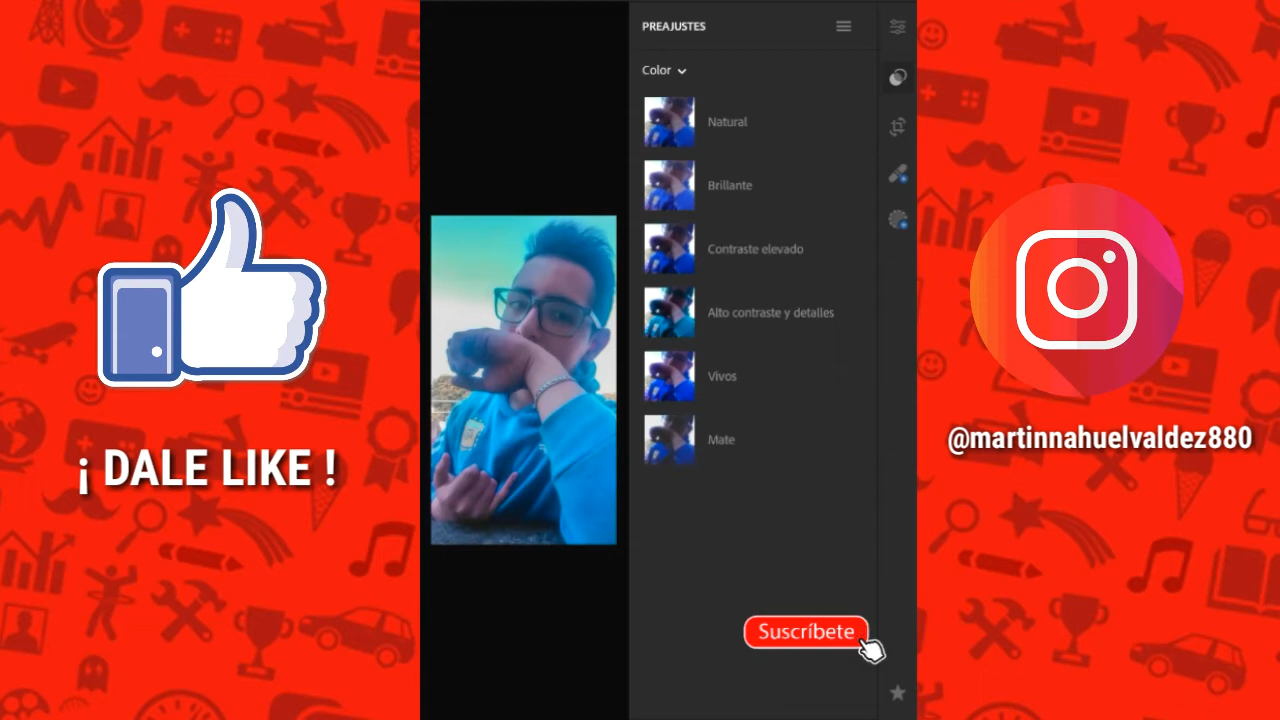 PREAJUSTES
Color
Natural
Brillante
Contraste elevado
Alto contraste y detalles
Vivos
Mate
¡ DALE LIKE !
@martinnahuelvaldez880
Suscríbete